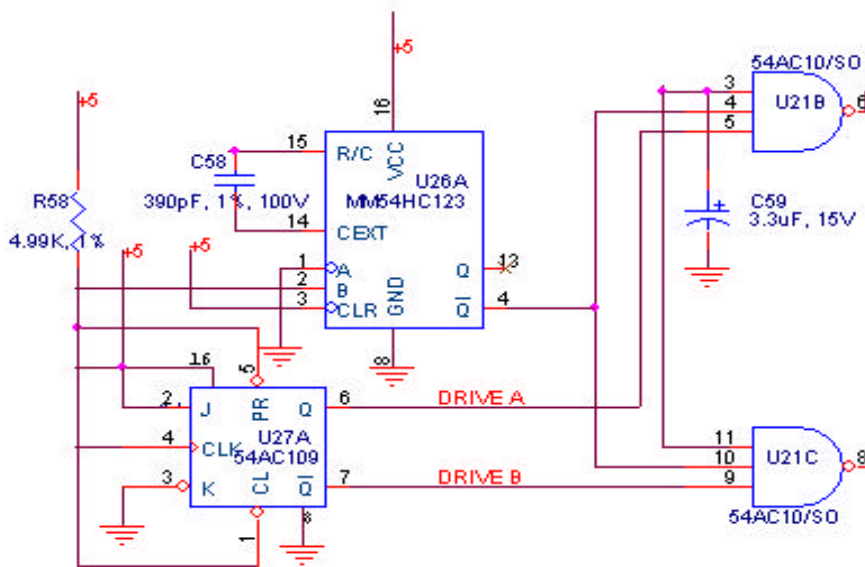 +5
54AC10/SO
+5
16
3
4
5
U21B
6
15
R/C
VCC
C58
390pF, 1%, 100V
U26A
MM54HC123
R58
4.99K, 1%
14
CEXT
C59
3.3uF, 15V
+
+5
+5
1
A
Q
13
2
B
3
CLR
GND
Q
4
8
16
5
2
J
PR
Q
6
DRIVE A
11
4
CLK
U27A
54AC109
10
U21C
8
3
K
CL
Q
7
DRIVE B
9
54AC10/SO
1
8